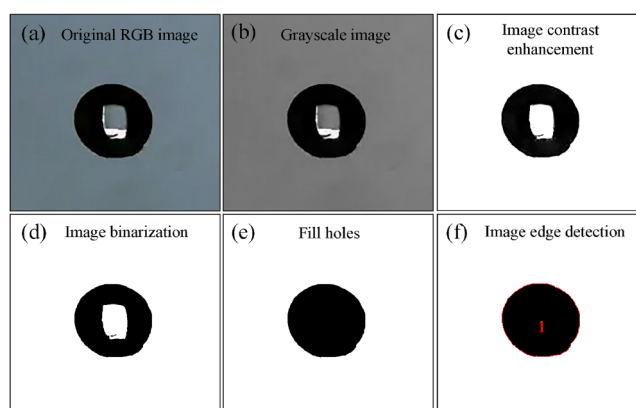 (a) Original RGB image
(b) Grayscale image
(c) Image contrast
enhancement
(d) Image binarization
(e) Fill holes
(f) Image edge detection
1